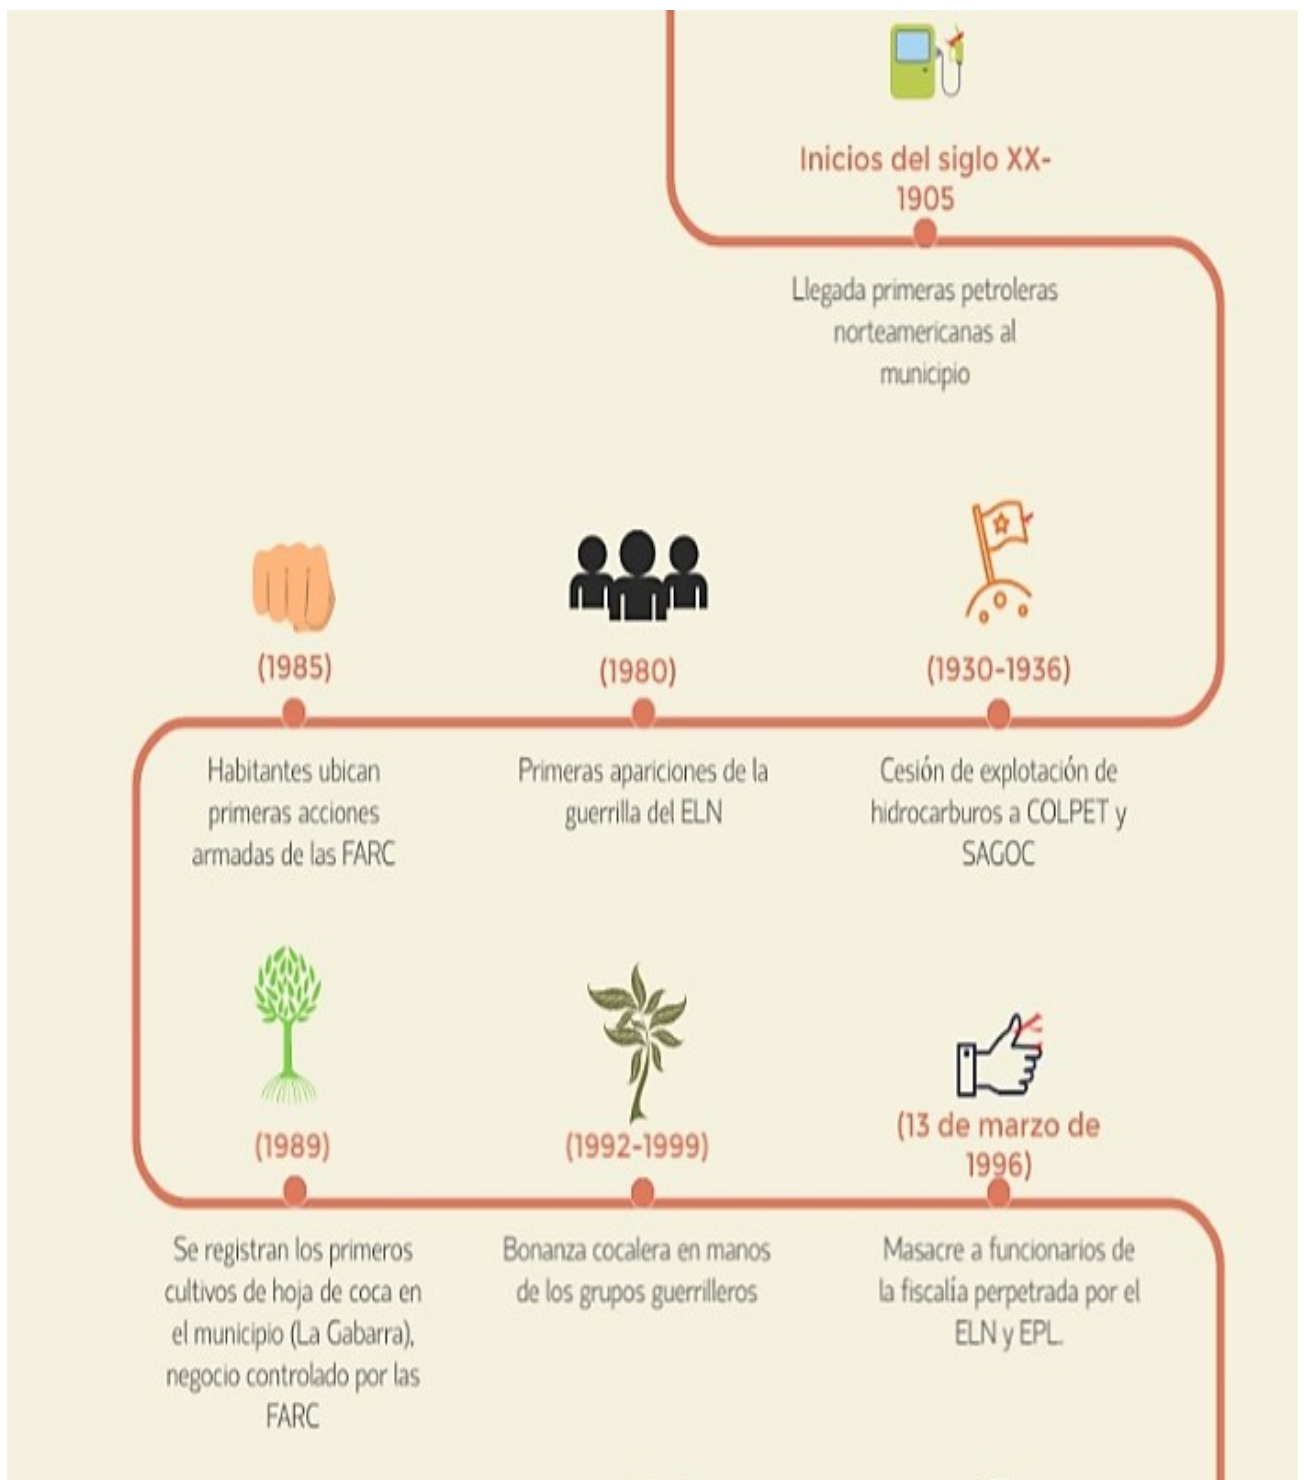 Inicios del siglo XX-
1905
Llegada primeras petroleras
norteamericanas al
municipio
(1930-1936)
Cesión de explotación de
hidrocarburos a COLPET y
SAGOC
(1980)
Primeras apariciones de la
guerrilla del ELN
(1985)
Habitantes ubican
primeras acciones
armadas de las FARC
(1989)
Se registran los primeros
cultivos de hoja de coca en
el municipio (La Gabarra),
negocio controlado por las
FARC
(1992-1999)
Bonanza cocalera en manos
de los grupos guerrilleros
(13 de marzo de
1996)
Masacre a funcionarios de
la fiscalía perpetrada por el
ELN y EPL.